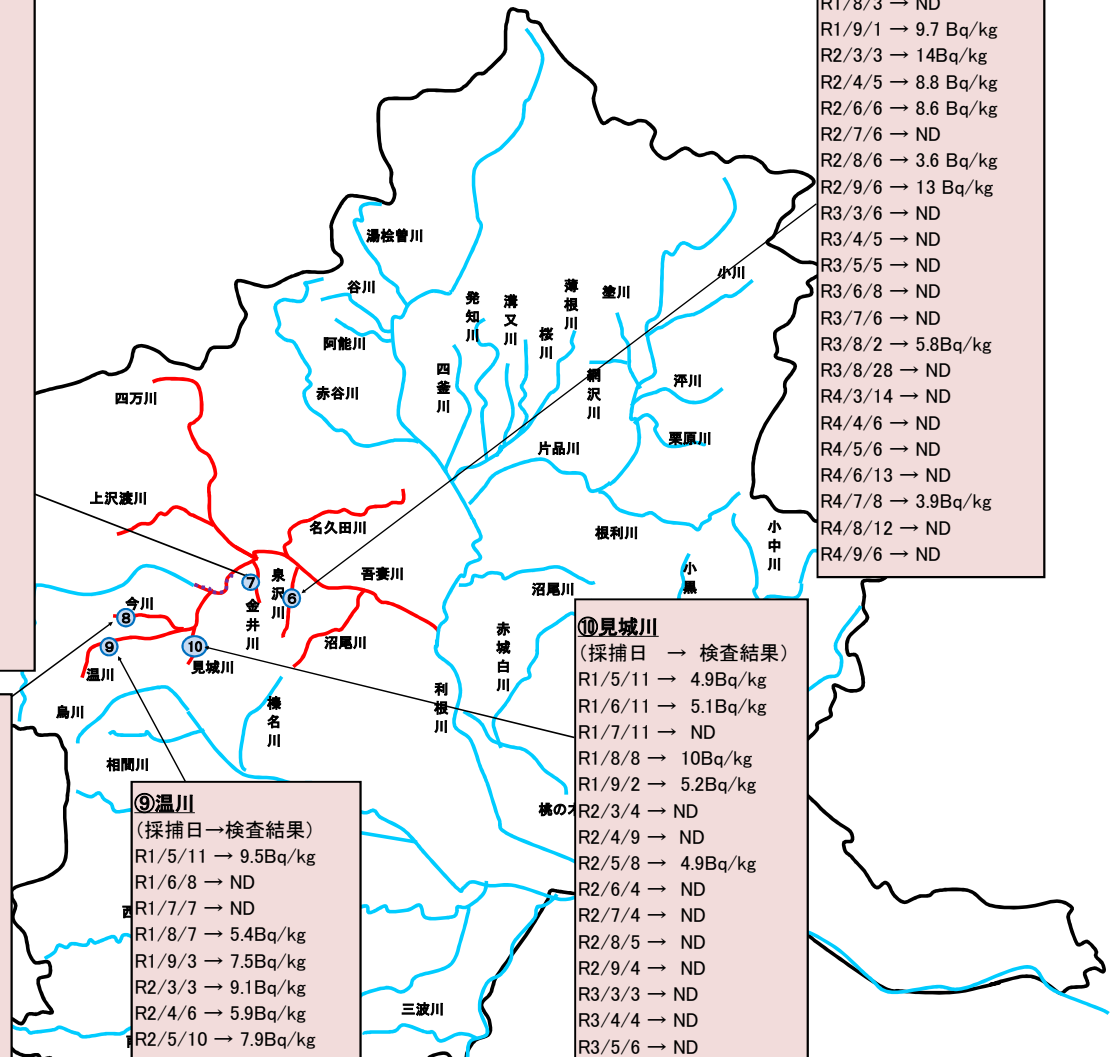 R1/8/3 → ND
R1/9/1 → 9.7 Bq/kg
R2/3/3 → 14Bq/kg
R2/4/5 → 8.8 Bq/kg
R2/6/6 → 8.6 Bq/kg
R2/7/6 → ND
R2/8/6 → 3.6 Bq/kg
R2/9/6 → 13 Bq/kg
R3/3/6 → ND
R3/4/5 → ND
R3/5/5 → ND
R3/6/8 → ND
R3/7/6 → ND
R3/8/2 → 5.8Bq/kg
R3/8/28 → ND
R4/3/14 → ND
R4/4/6 → ND
R4/5/6 → ND
R4/6/13 → ND
R4/7/8 → 3.9Bq/kg
R4/8/12 → ND
R4/9/6 → ND
湯桧曽川
谷川
阿能川
赤谷川
四釜川
発知川
溝又川
桜川
薄根川
塗川
小川
網沢川
泙川
栗原川
片品川
根利川
小中川
小黒
四万川
上沢渡川
名久田川
吾妻川
泉沢川
金井川
沼尾川
沼尾川
今川
温川
見城川
烏川
相間川
榛名川
利根川
赤城白川
桃の木
三波川
⑥
⑦
⑧
⑨
⑩
⑨温川
(採捕日→検査結果)
R1/5/11 → 9.5Bq/kg
R1/6/8 → ND
R1/7/7 → ND
R1/8/7 → 5.4Bq/kg
R1/9/3 → 7.5Bq/kg
R2/3/3 → 9.1Bq/kg
R2/4/6 → 5.9Bq/kg
R2/5/10 → 7.9Bq/kg
⑩見城川
(採捕日 → 検査結果)
R1/5/11 → 4.9Bq/kg
R1/6/11 → 5.1Bq/kg
R1/7/11 → ND
R1/8/8 → 10Bq/kg
R1/9/2 → 5.2Bq/kg
R2/3/4 → ND
R2/4/9 → ND
R2/5/8 → 4.9Bq/kg
R2/6/4 → ND
R2/7/4 → ND
R2/8/5 → ND
R2/9/4 → ND
R3/3/3 → ND
R3/4/4 → ND
R3/5/6 → ND